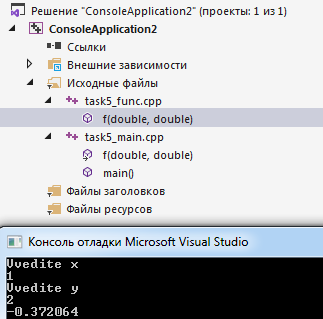 Решение "ConsoleApplication2" (проекты: 1 из 1)
ConsoleApplication2
Ссылки
Внешние зависимости
Исходные файлы
task5_func.cpp
f(double, double)
task5_main.cpp
f(double, double)
main()
Файлы заголовков
Файлы ресурсов
Консоль отладки Microsoft Visual Studio
Vvedite x
1
Vvedite y
2
-0.372064